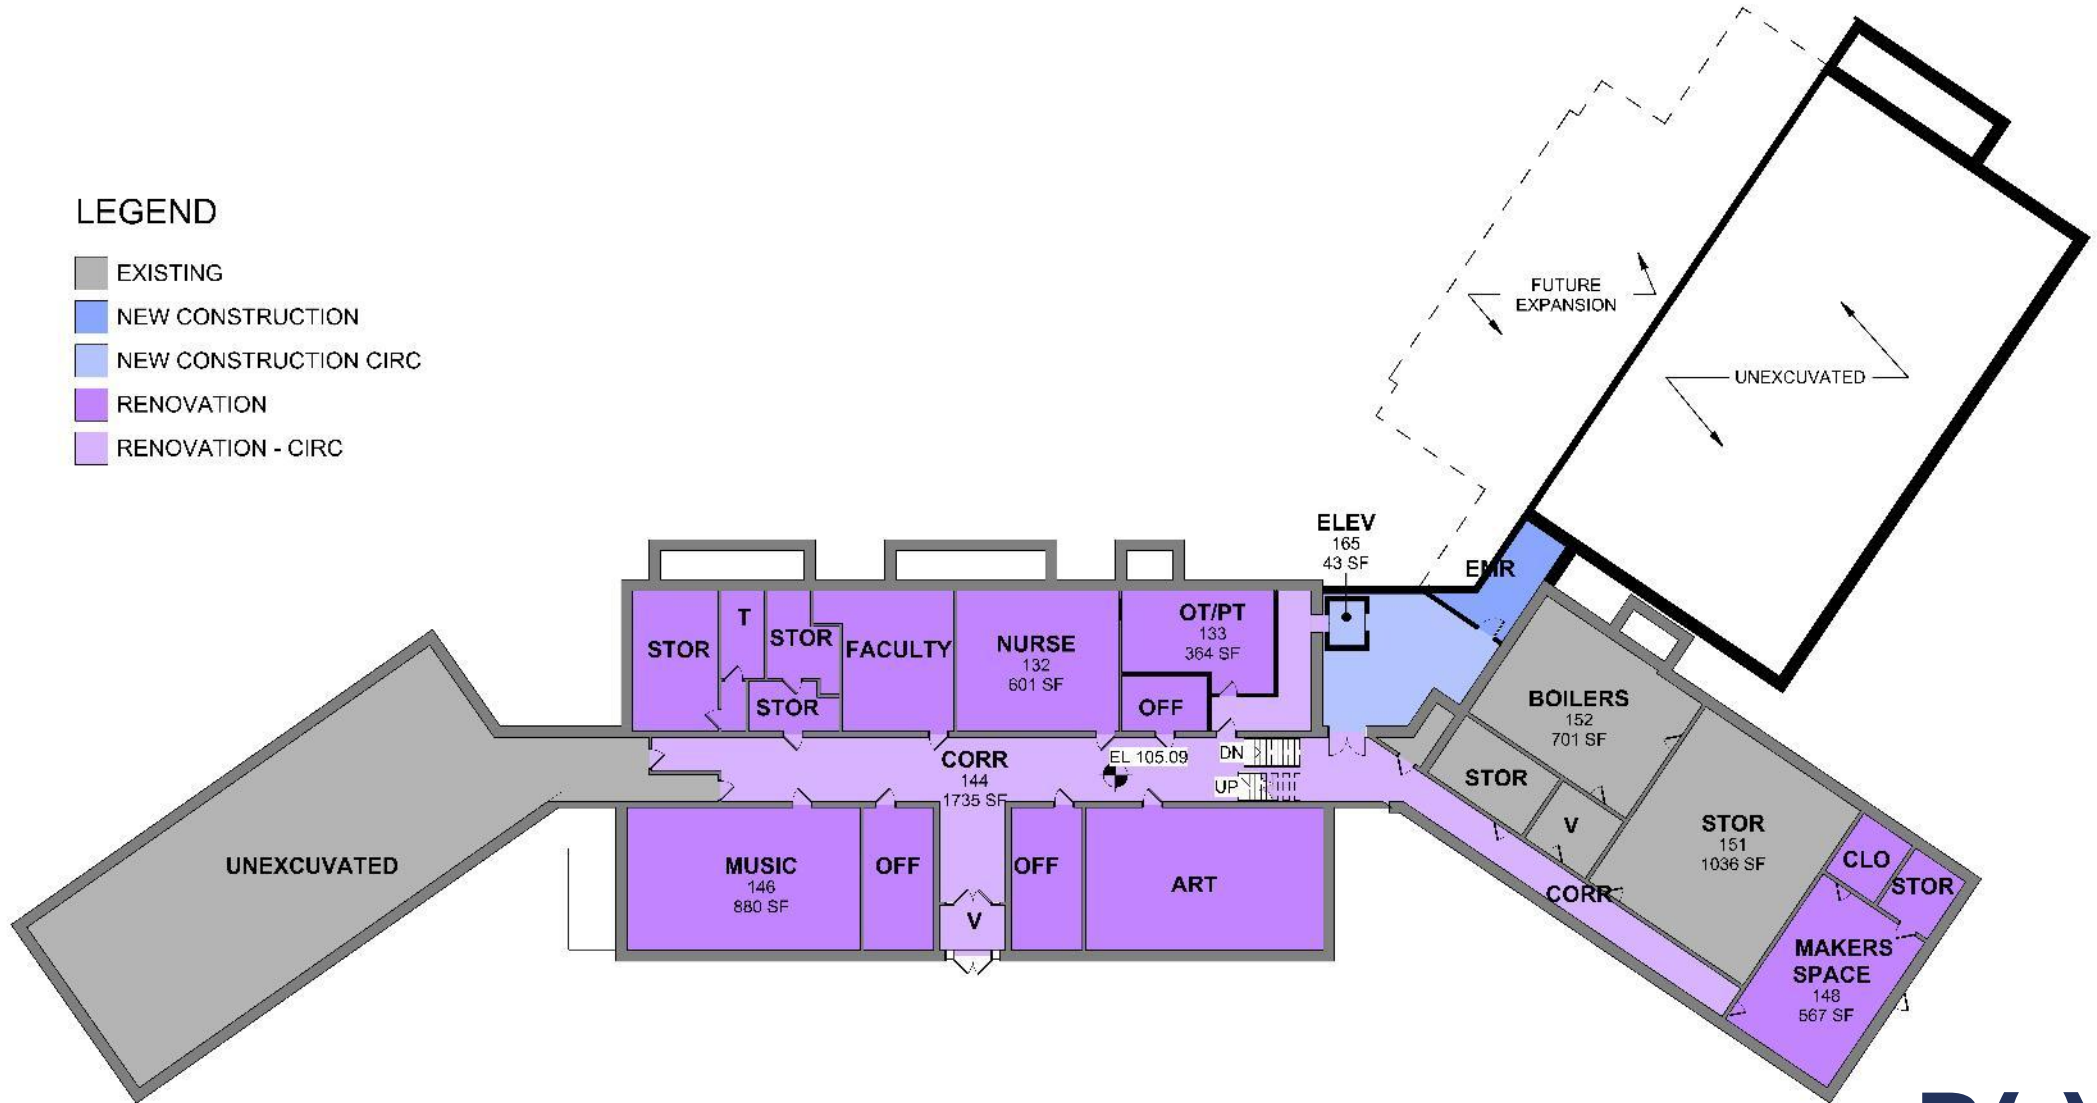 LEGEND
EXISTING
NEW CONSTRUCTION
NEW CONSTRUCTION CIRC
RENOVATION
RENOVATION - CIRC
FUTURE
EXPANSION
UNEXCUVATED
ELEV
165
43 SF
EMR
STOR
T
STOR
STOR
FACULTY
NURSE
132
601 SF
OT/PT
133
364 SF
OFF
BOILERS
152
701 SF
CORR
144
1735 SF
EL 105.09
DN
UP
STOR
V
STOR
151
1036 SF
CLO
STOR
UNEXCUVATED
MUSIC
146
880 SF
OFF
V
OFF
ART
CORR
MAKERS
SPACE
148
567 SF